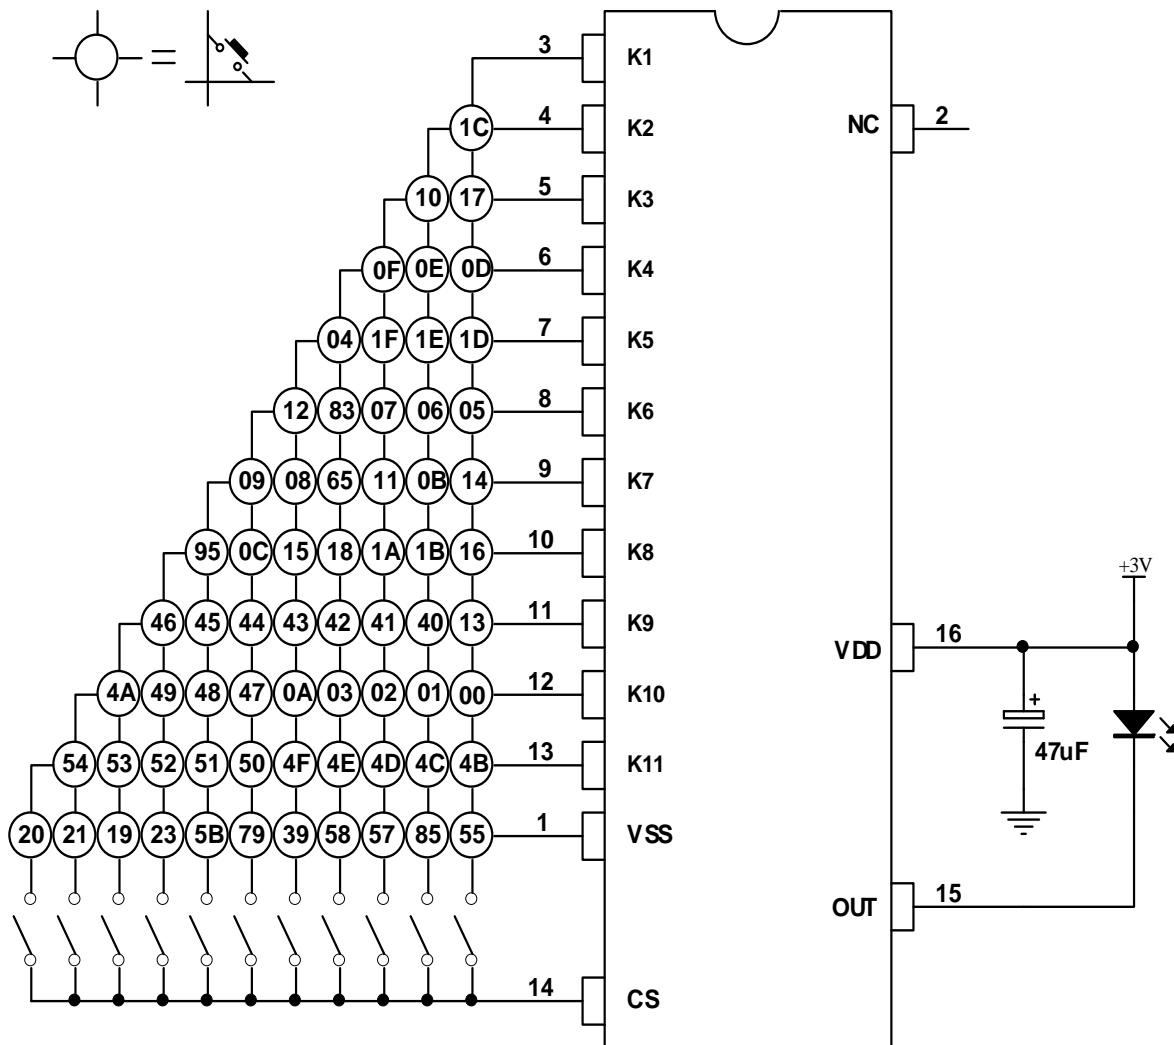 3 K1
1C 4 K2 NC 2
10 17 5 K3
0F 0E 0D 6 K4
04 1F 1E 1D 7 K5
12 83 07 06 05 8 K6
09 08 65 11 0B 14 9 K7
95 0C 15 18 1A 1B 16 10 K8
+3V
46 45 44 43 42 41 40 13 11 K9
VDD 16
4A 49 48 47 0A 03 02 01 00 12 K10
+
47uF
54 53 52 51 50 4F 4E 4D 4C 4B 13 K11
20 21 19 23 5B 79 39 58 57 85 55 1 VSS
OUT 15
14 CS